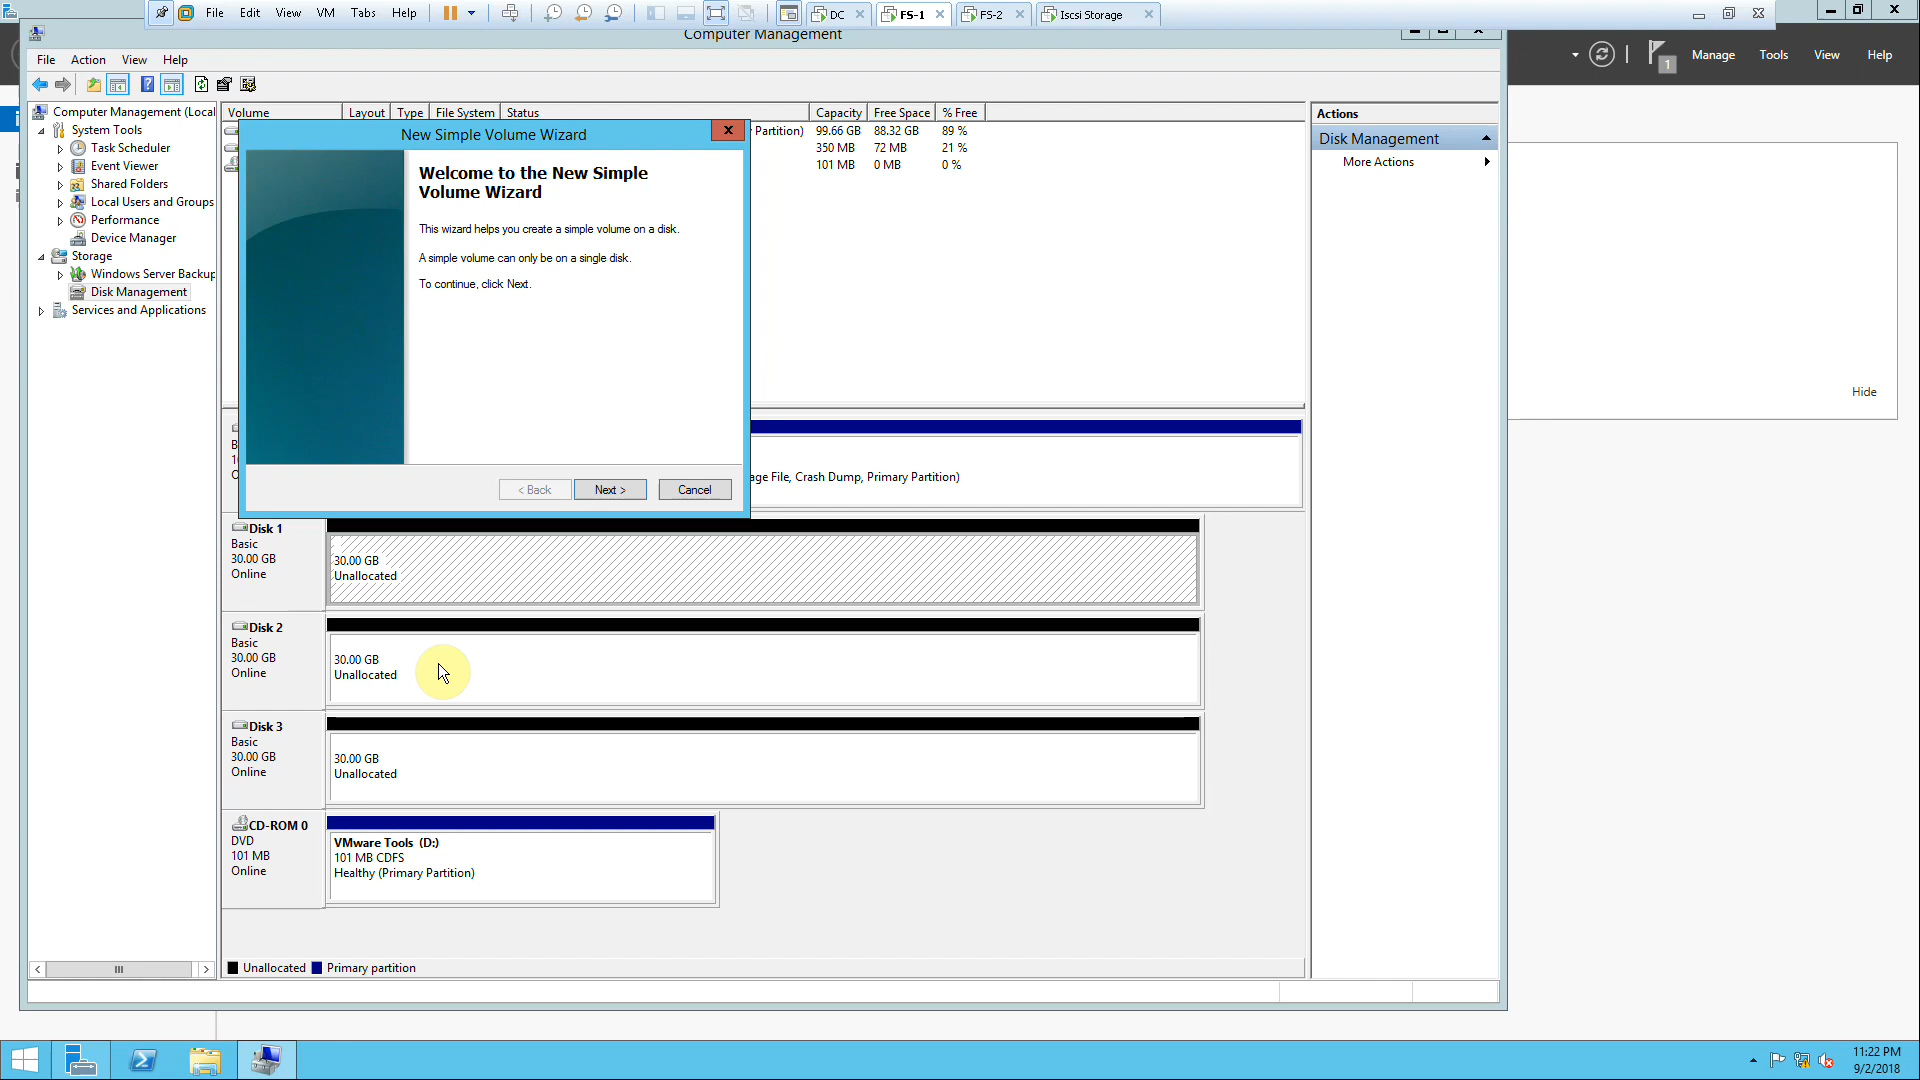 File Edit View VM Tabs Help
DC
FS-1
FS-2
Iscsi Storage
Computer Management
File Action View Help
1
Manage
Tools
View
Help
Computer Management (Local
System Tools
Task Scheduler
Event Viewer
Shared Folders
Local Users and Groups
Performance
Device Manager
Storage
Windows Server Backup
Disk Management
Services and Applications
Volume Layout Type File System Status Capacity Free Space % Free
Partition) 99.66 GB 88.32 GB 89 %
350 MB 72 MB 21 %
101 MB 0 MB 0 %
Actions
Disk Management
More Actions
Hide
New Simple Volume Wizard
Welcome to the New Simple
Volume Wizard
This wizard helps you create a simple volume on a disk.
A simple volume can only be on a single disk.
To continue, click Next.
< Back
Next >
Cancel
age File, Crash Dump, Primary Partition)
Disk 1
Basic
30.00 GB
Online
30.00 GB
Unallocated
Disk 2
Basic
30.00 GB
Online
30.00 GB
Unallocated
Disk 3
Basic
30.00 GB
Online
30.00 GB
Unallocated
CD-ROM 0
DVD
101 MB
Online
VMware Tools (D:)
101 MB CDFS
Healthy (Primary Partition)
Unallocated Primary partition
11:22 PM
9/2/2018